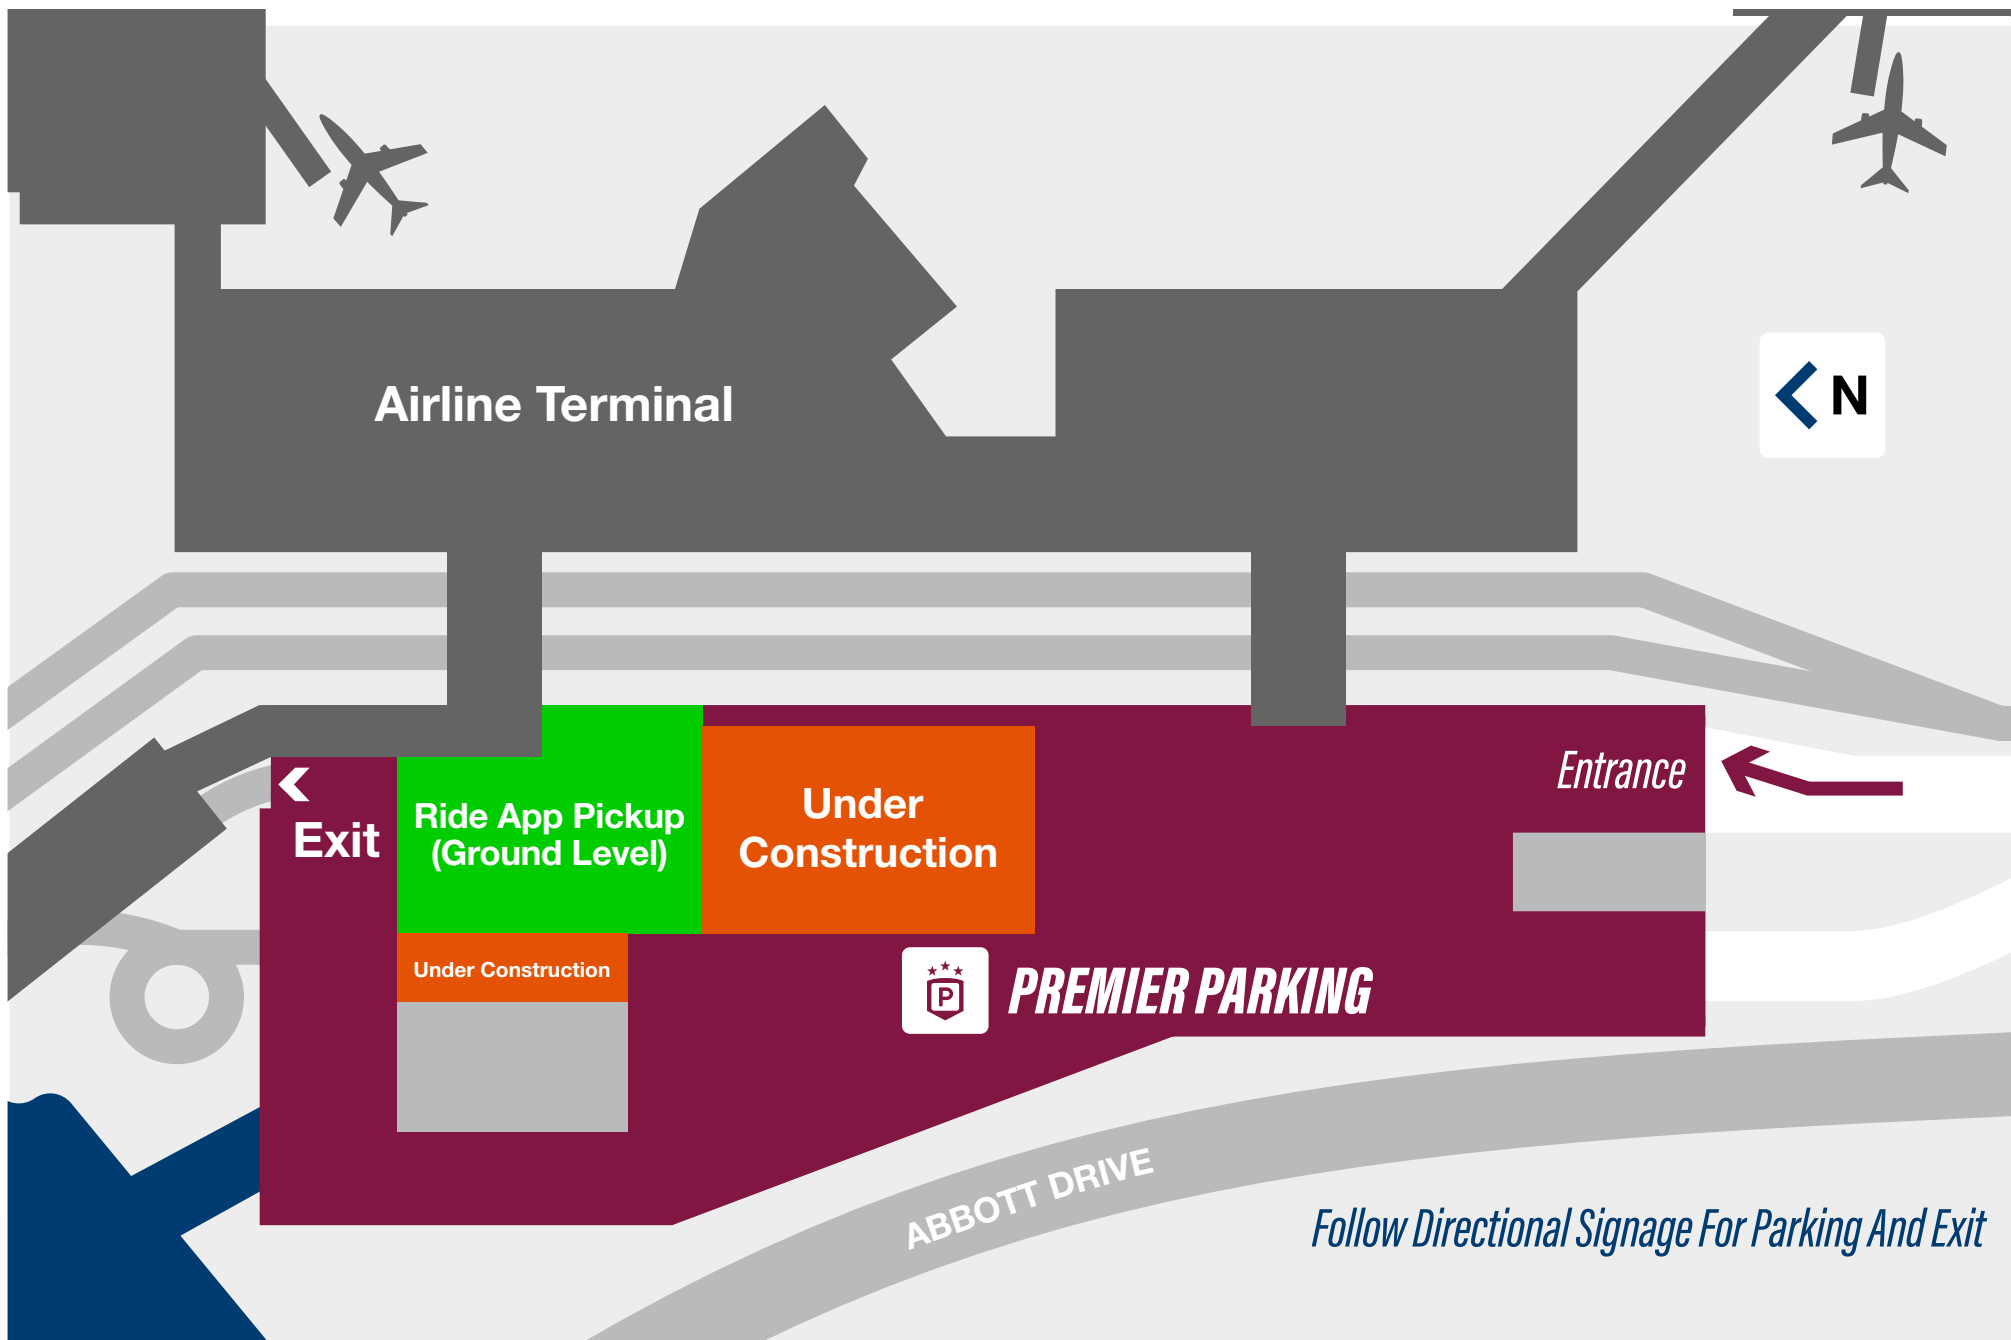 Airline Terminal
N
Entrance
Exit
Ride App Pickup
(Ground Level)
Under
Construction
Under Construction
P
PREMIER PARKING
ABBOTT DRIVE
Follow Directional Signage For Parking And Exit